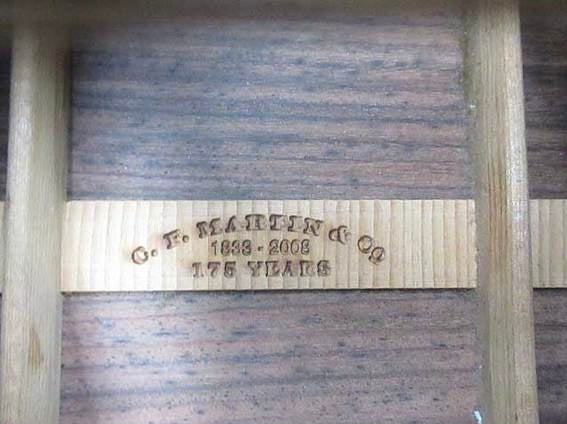 C. F. MARTIN & CO
1833 - 2008
175 YEARS